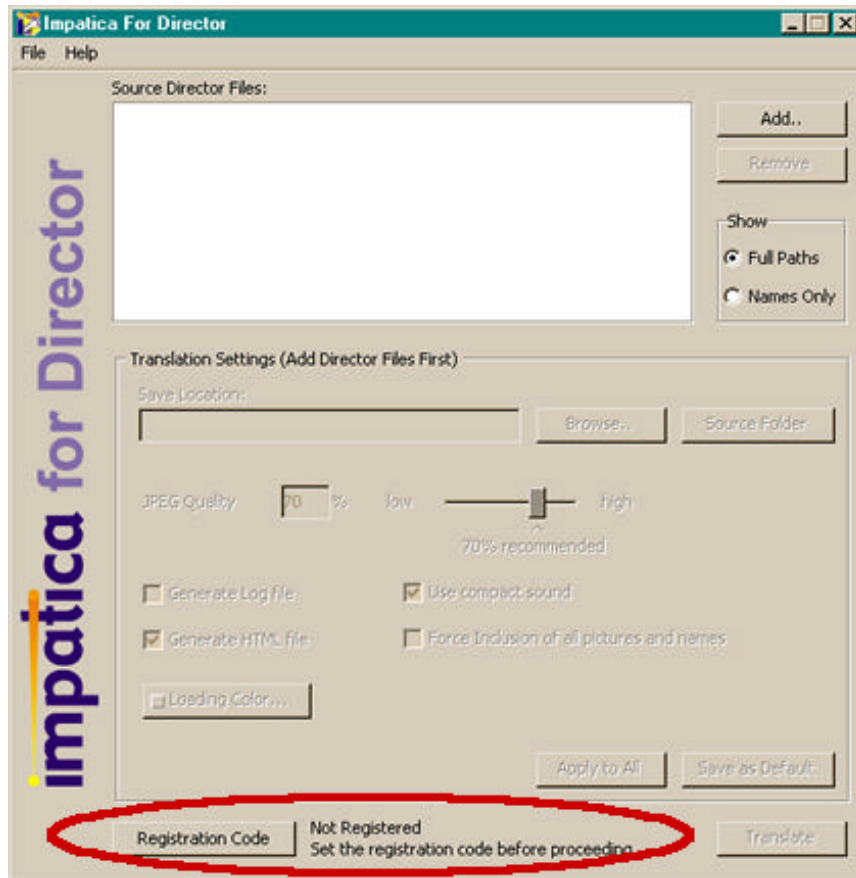 Impatica For Director
File Help
Source Director Files:
Add..
Remove
Show
Full Paths
Names Only
impatica for Director
Translation Settings (Add Director Files First)
Save Location:
Browse..
Source Folder
JPEG Quality 70 % low high
70% recommended
Generate Log file
Use compact sound
Generate HTML file
Force Inclusion of all pictures and names
Loading Color...
Apply to All
Save as Default
Registration Code
Not Registered
Set the registration code before proceeding.
Translate